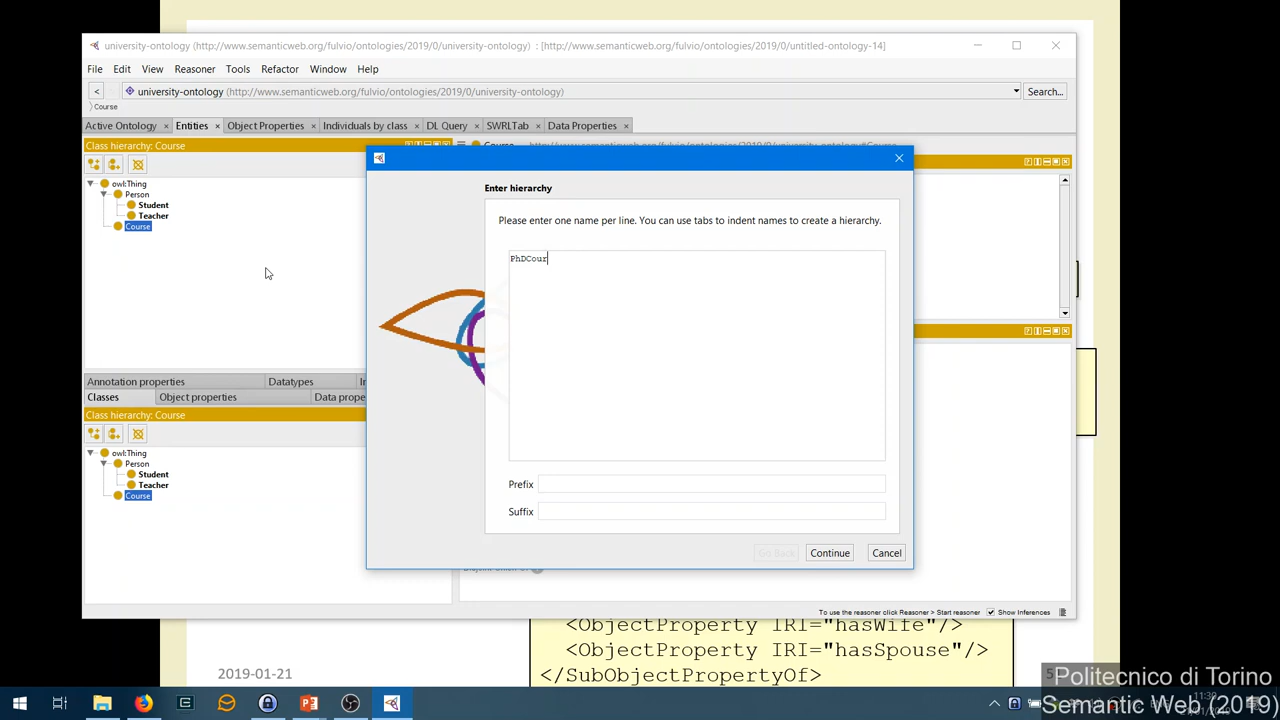 university-ontology (http://www.semanticweb.org/fulvio/ontologies/2019/0/university-ontology) : [http://www.semanticweb.org/fulvio/ontologies/2019/0/untitled-ontology-14]
File Edit View Reasoner Tools Refactor Window Help
< university-ontology (http://www.semanticweb.org/fulvio/ontologies/2019/0/university-ontology) Search...
Course
Active Ontology × Entities × Object Properties × Individuals by class × DL Query × SWRLTab × Data Properties ×
Class hierarchy: Course
owl:Thing
Person
Student
Teacher
Course
Annotation properties Datatypes
Classes Object properties Data prope
Class hierarchy: Course
owl:Thing
Person
Student
Teacher
Course
Enter hierarchy
Please enter one name per line. You can use tabs to indent names to create a hierarchy.
PhDCour
Prefix
Suffix
Go Back Continue Cancel
To use the reasoner click Reasoner > Start reasoner Show Inferences
<ObjectProperty IRI="hasWife"/>
<ObjectProperty IRI="hasSpouse"/>
</SubObjectPropertyOf>
2019-01-21
Politecnico di Torino
Semantic Web (2019)